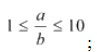 1 ≤ a/b ≤ 10 ;